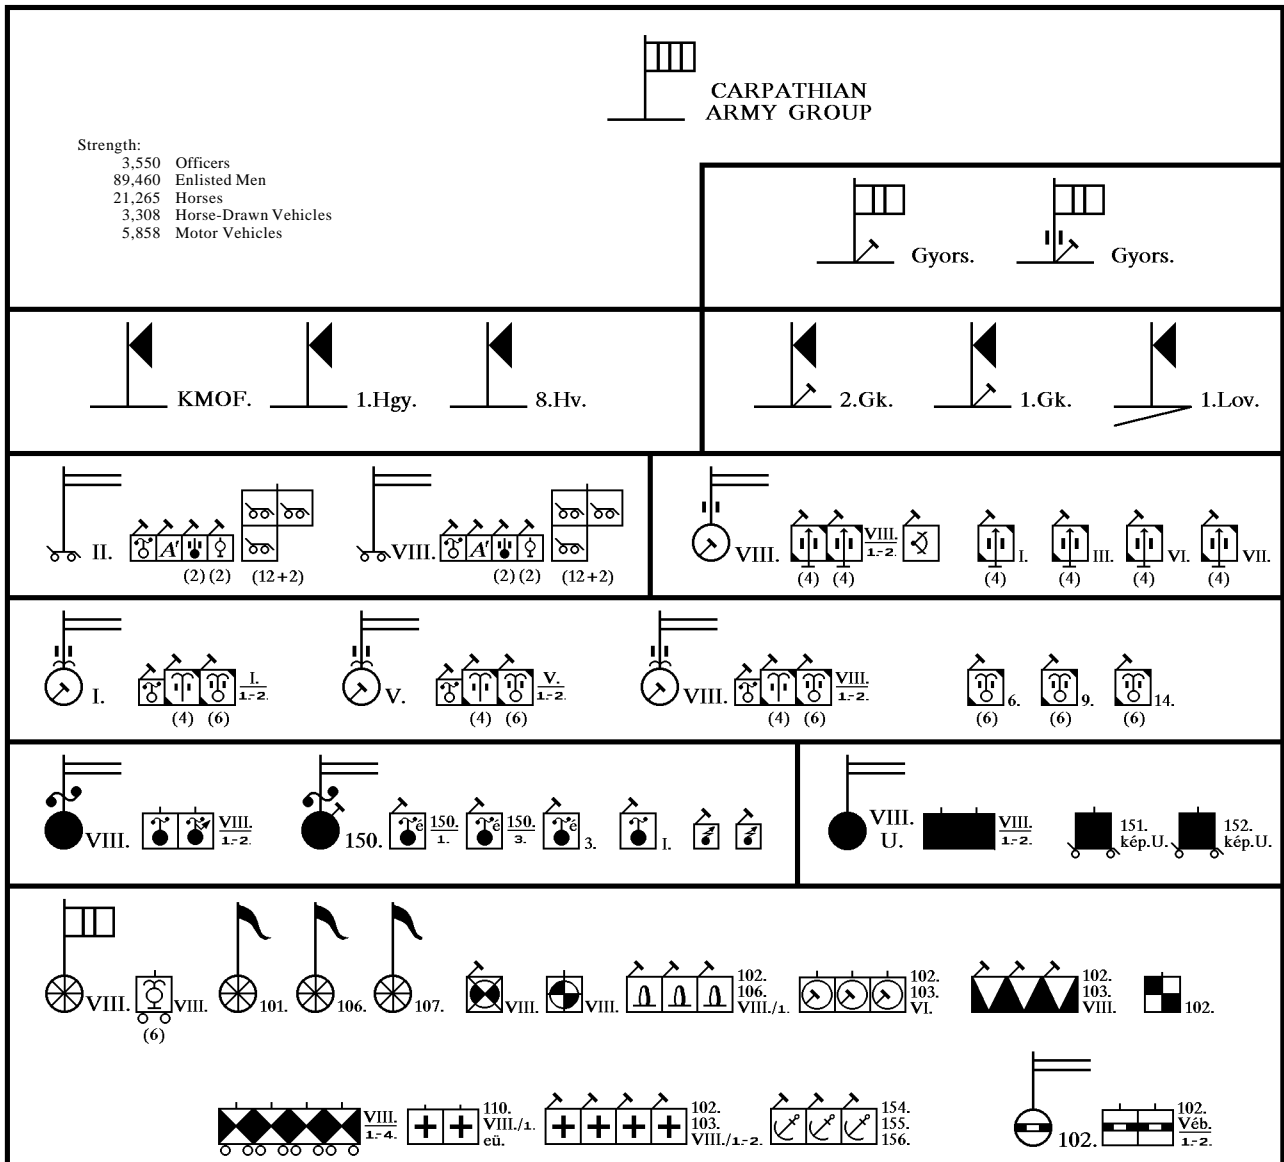 CARPATHIAN
ARMY GROUP
Strength:
3,550 Officers
89,460 Enlisted Men
21,265 Horses
3,308 Horse-Drawn Vehicles
5,858 Motor Vehicles
Gyors. Gyors.
KMOF. 1.Hgy. 8.Hv. 2.Gk. 1.Gk. 1.Lov.
II. A' (2) (2) (12+2) VIII. A' (2) (2) (12+2)
VIII. (4) (4) VIII. 1.-2. I. (4) III. (4) VI. (4) VII. (4)
I. (4) (6) I. 1.-2. V. (4) (6) V. 1.-2. VIII. (4) (6) VIII. 1.-2. 6. (6) 9. (6) 14. (6)
VIII. VIII. 1.-2. 150. é 150. 1. é 150. 3. é 3. I.
VIII. U. VIII. 1.-2. 151. kép.U. 152. kép.U.
VIII. VIII. (6) 101. 106. 107. VIII. VIII.
102.
106.
VIII./1.
102.
103.
VI.
102.
103.
VIII.
102.
VIII.
1.-4.
110.
VIII./1.
eü.
102.
103.
VIII./1.-2.
154.
155.
156.
102.
102.
Véb.
1.-2.